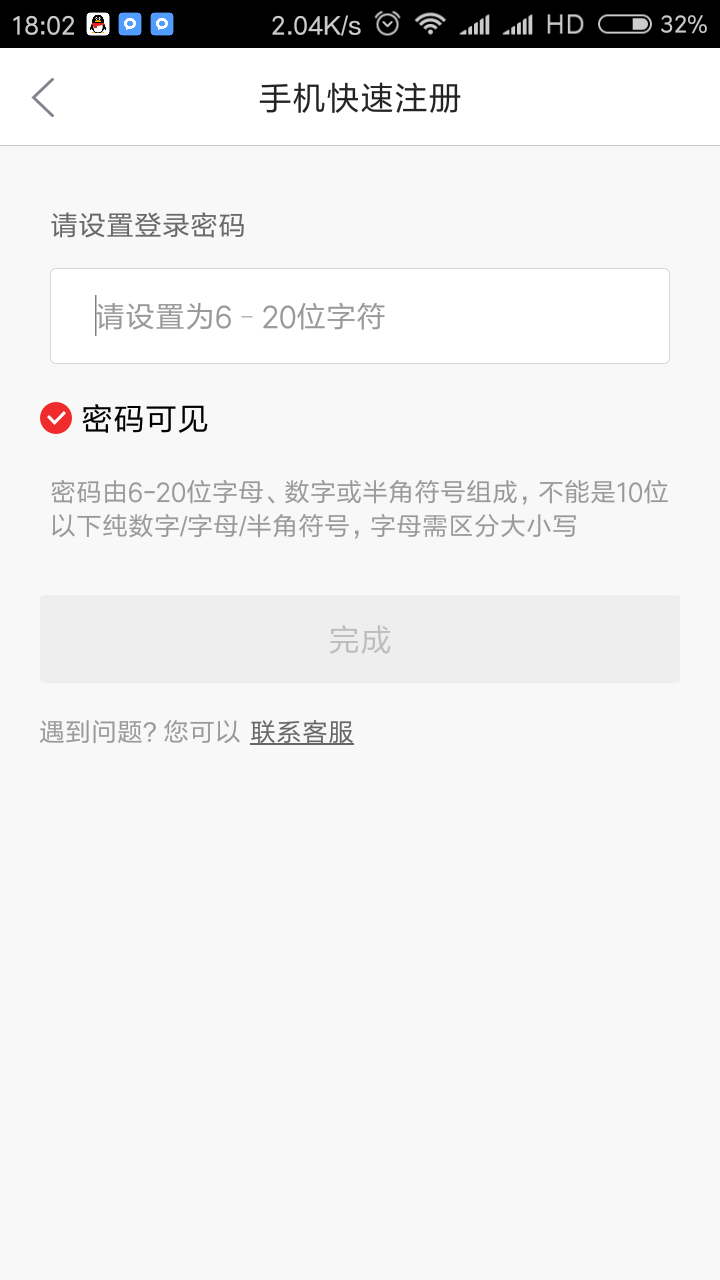 18:02 2.04K/s HD 32%
手机快速注册
请设置登录密码
请设置为6 - 20位字符
密码可见
密码由6-20位字母、数字或半角符号组成，不能是10位
以下纯数字/字母/半角符号，字母需区分大小写
完成
遇到问题?您可以 联系客服